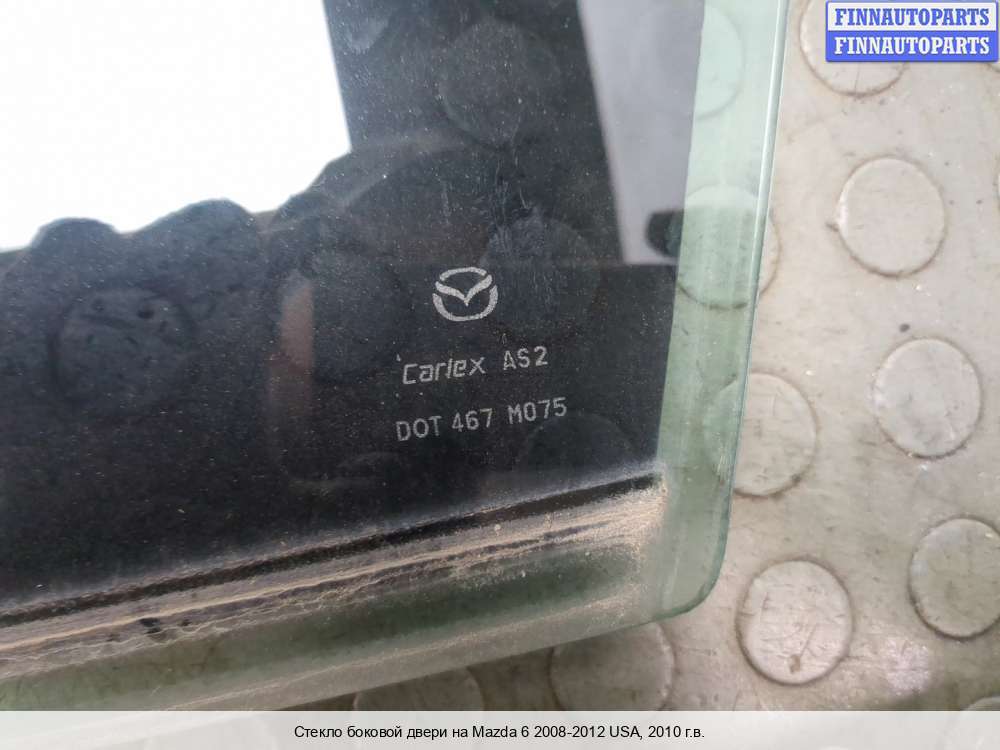 FINNAUTOPARTS
FINNAUTOPARTS
Carlex AS2
DOT 467 M075
Стекло боковой двери на Mazda 6 2008-2012 USA, 2010 г.в.